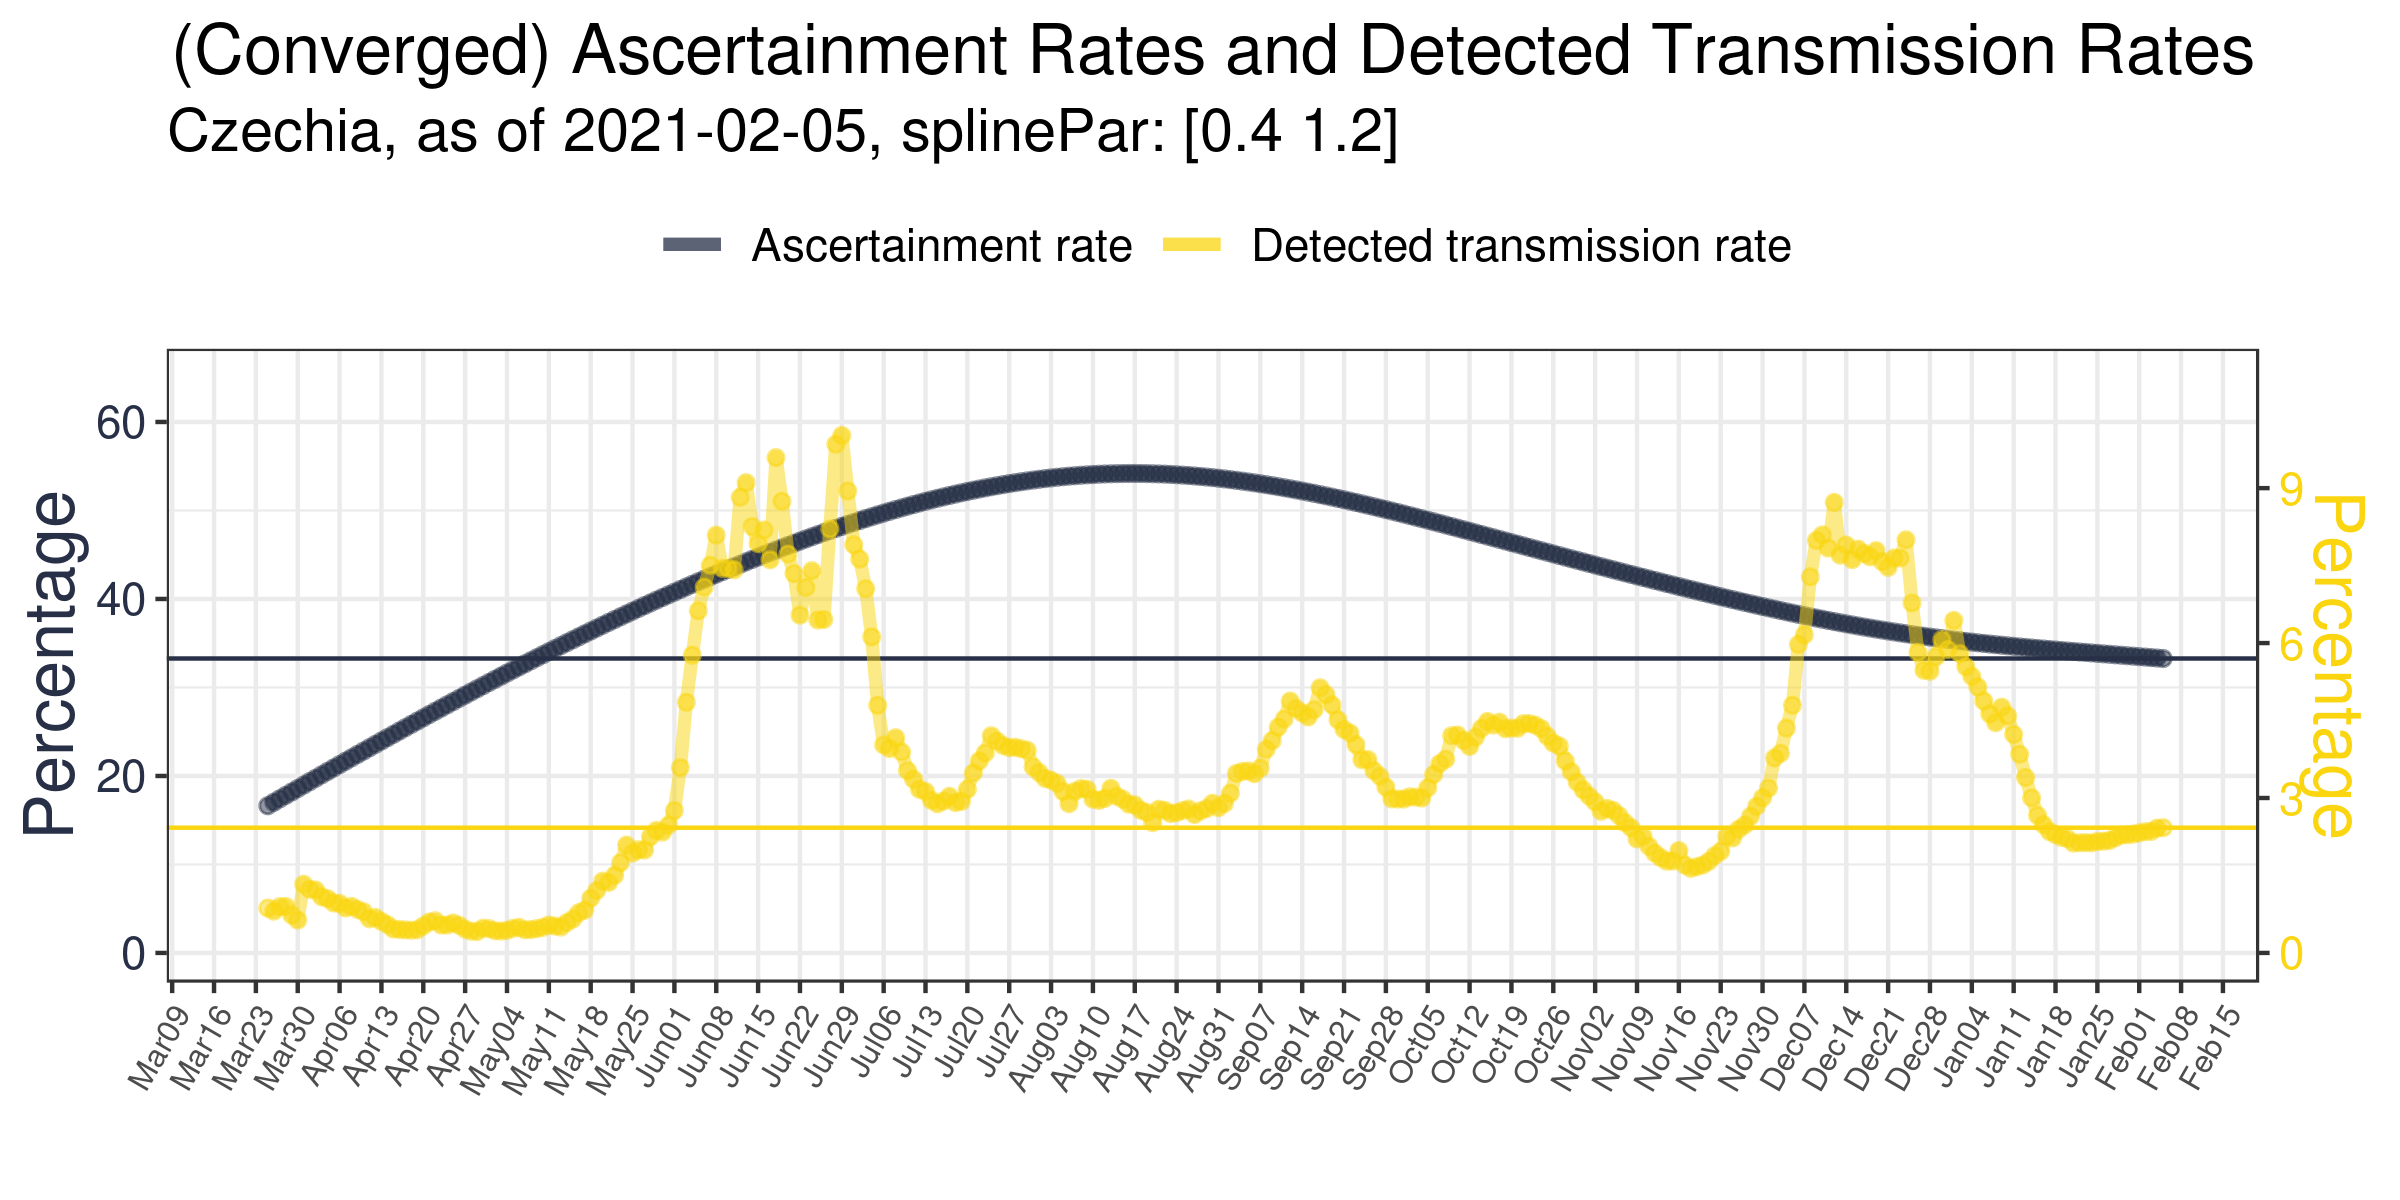 (Converged) Ascertainment Rates and Detected Transmission Rates
Czechia, as of 2021-02-05, splinePar: [0.4 1.2]
Ascertainment rate
Detected transmission rate
Percentage
60
40
20
0
9
6
3
0
Percentage
Mar09
Mar16
Mar23
Mar30
Apr06
Apr13
Apr20
Apr27
May04
May11
May18
May25
Jun01
Jun08
Jun15
Jun22
Jun29
Jul06
Jul13
Jul20
Jul27
Aug03
Aug10
Aug17
Aug24
Aug31
Sep07
Sep14
Sep21
Sep28
Oct05
Oct12
Oct19
Oct26
Nov02
Nov09
Nov16
Nov23
Nov30
Dec07
Dec14
Dec21
Dec28
Jan04
Jan11
Jan18
Jan25
Feb01
Feb08
Feb15